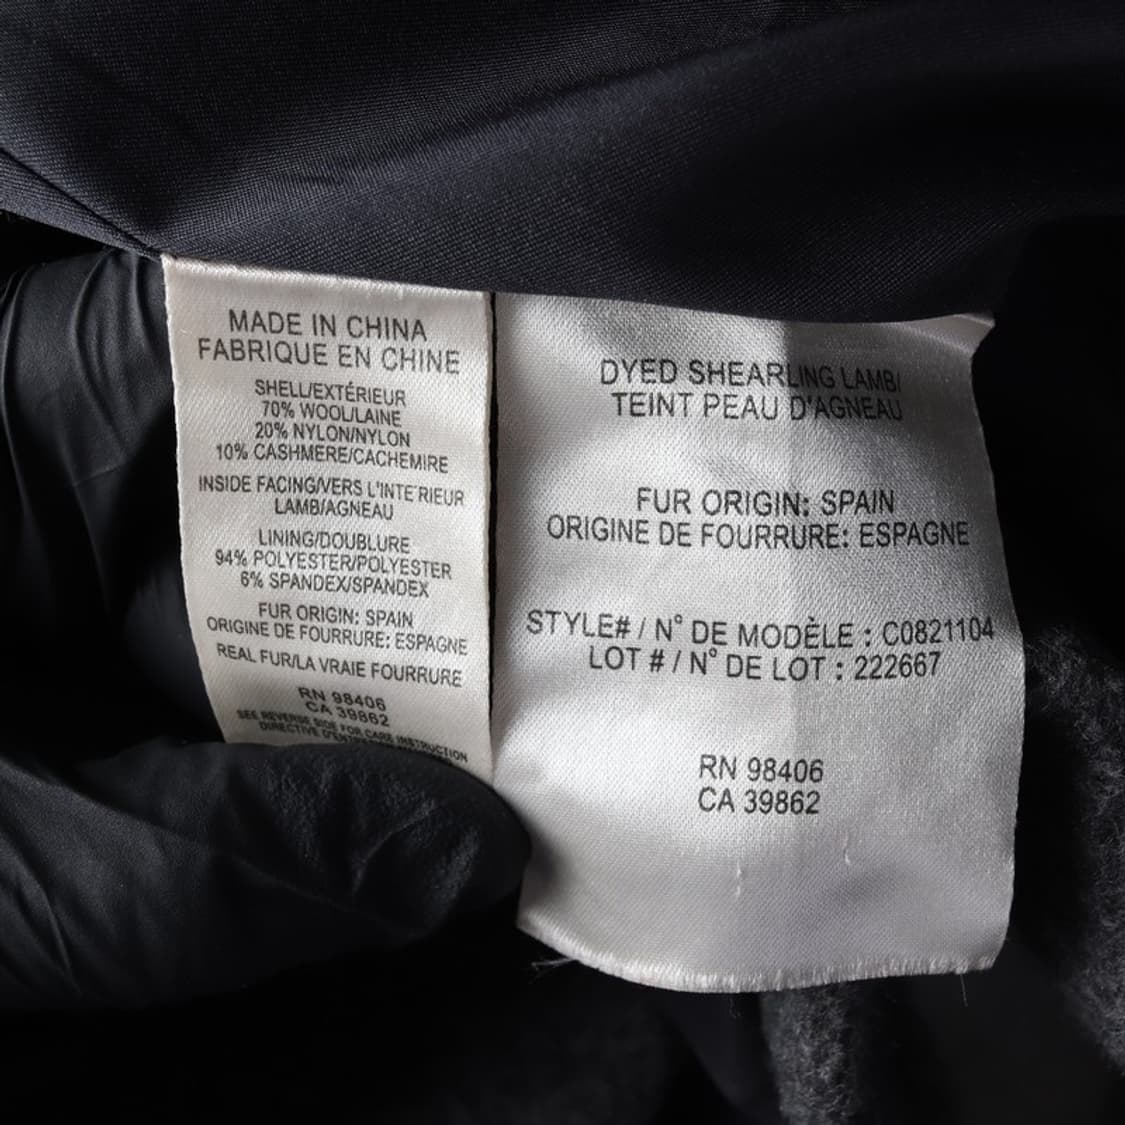 MADE IN CHINA
FABRIQUE EN CHINE
SHELL/EXTÉRIEUR
70% WOOL/LAINE
20% NYLON/NYLON
10% CASHMERE/CACHEMIRE
INSIDE FACING/VERS L'INTE'RIEUR
LAMB/AGNEAU
LINING/DOUBLURE
94% POLYESTER/POLYESTER
6% SPANDEX/SPANDEX
FUR ORIGIN: SPAIN
ORIGINE DE FOURRURE: ESPAGNE
REAL FUR/LA VRAIE FOURRURE
RN 98406
CA 39862
SEE REVERSE SIDE FOR CARE INSTRUCTION
DYED SHEARLING LAMB/
TEINT PEAU D'AGNEAU
FUR ORIGIN: SPAIN
ORIGINE DE FOURRURE: ESPAGNE
STYLE# / N° DE MODÈLE : C0821104
LOT # / N° DE LOT : 222667
RN 98406
CA 39862